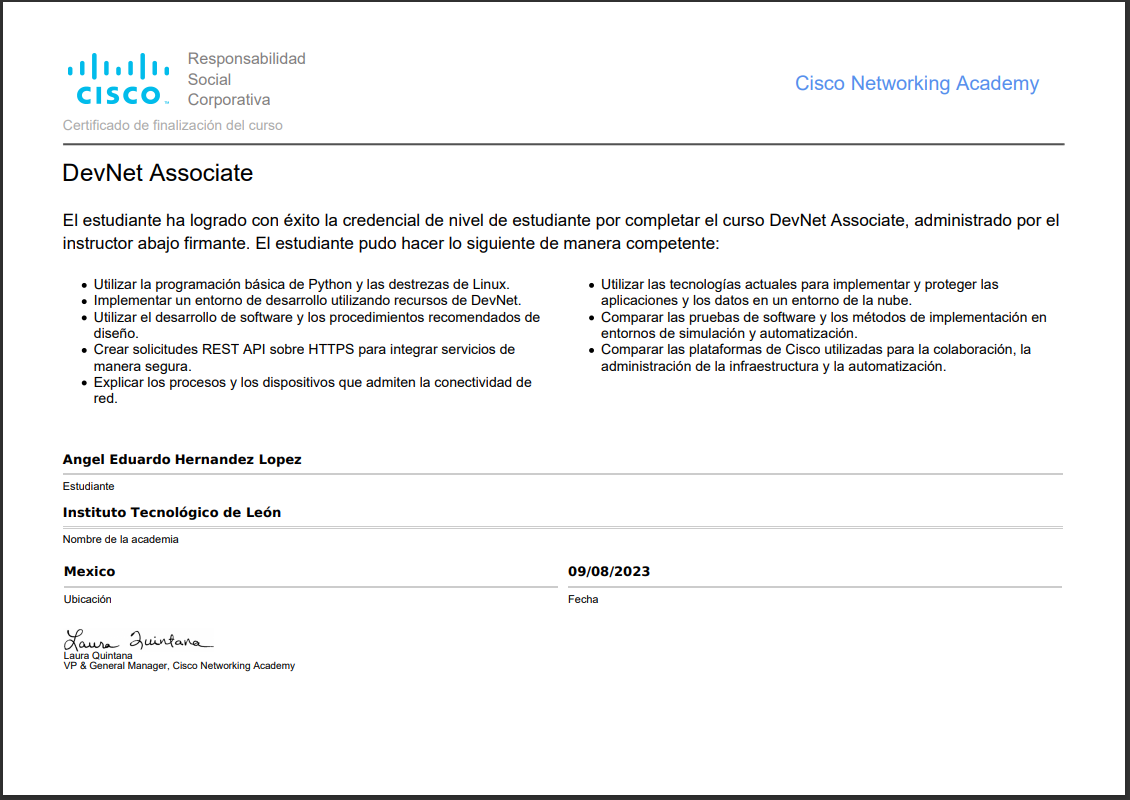 CISCO
Responsabilidad
Social
Corporativa
Cisco Networking Academy
Certificado de finalización del curso
DevNet Associate
El estudiante ha logrado con éxito la credencial de nivel de estudiante por completar el curso DevNet Associate, administrado por el
instructor abajo firmante. El estudiante pudo hacer lo siguiente de manera competente:
• Utilizar la programación básica de Python y las destrezas de Linux.
• Implementar un entorno de desarrollo utilizando recursos de DevNet.
• Utilizar el desarrollo de software y los procedimientos recomendados de
diseño.
• Crear solicitudes REST API sobre HTTPS para integrar servicios de
manera segura.
• Explicar los procesos y los dispositivos que admiten la conectividad de
red.
• Utilizar las tecnologías actuales para implementar y proteger las
aplicaciones y los datos en un entorno de la nube.
• Comparar las pruebas de software y los métodos de implementación en
entornos de simulación y automatización.
• Comparar las plataformas de Cisco utilizadas para la colaboración, la
administración de la infraestructura y la automatización.
Angel Eduardo Hernandez Lopez
Estudiante
Instituto Tecnológico de León
Nombre de la academia
Mexico
Ubicación
09/08/2023
Fecha
Laura Quintana
Laura Quintana
VP & General Manager, Cisco Networking Academy